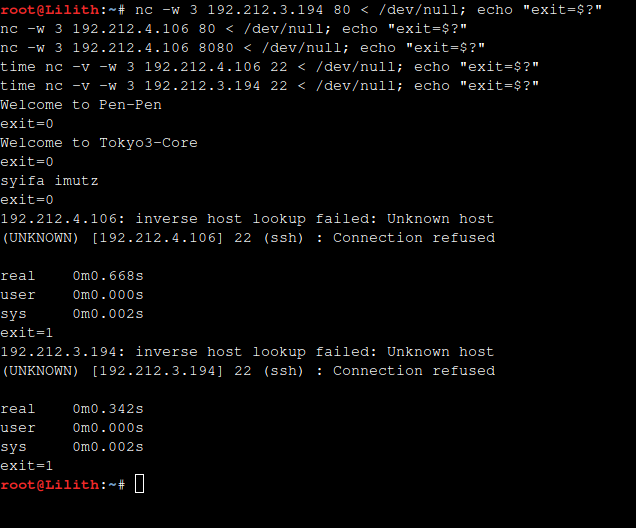 root@Lilith:~# nc -w 3 192.212.3.194 80 < /dev/null; echo "exit=$?"
nc -w 3 192.212.4.106 80 < /dev/null; echo "exit=$?"
nc -w 3 192.212.4.106 8080 < /dev/null; echo "exit=$?"
time nc -v -w 3 192.212.4.106 22 < /dev/null; echo "exit=$?"
time nc -v -w 3 192.212.3.194 22 < /dev/null; echo "exit=$?"
Welcome to Pen-Pen
exit=0
Welcome to Tokyo3-Core
exit=0
syifa imutz
exit=0
192.212.4.106: inverse host lookup failed: Unknown host
(UNKNOWN) [192.212.4.106] 22 (ssh) : Connection refused
real    0m0.668s
user    0m0.000s
sys     0m0.002s
exit=1
192.212.3.194: inverse host lookup failed: Unknown host
(UNKNOWN) [192.212.3.194] 22 (ssh) : Connection refused
real    0m0.342s
user    0m0.000s
sys     0m0.002s
exit=1
root@Lilith:~#